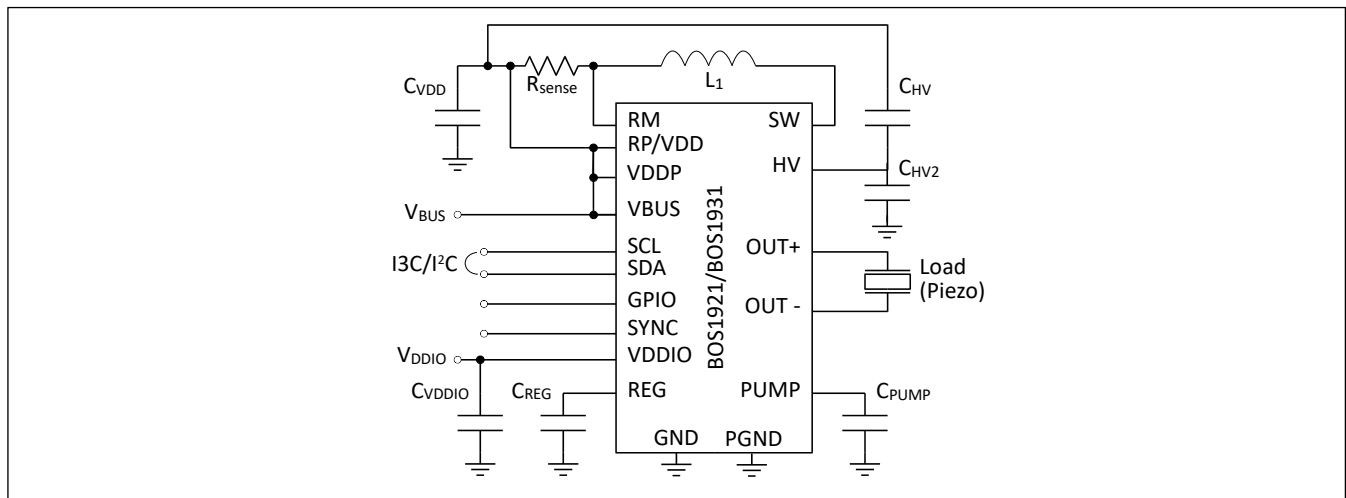 CVDD
Rsense
L1
CHV
RM
SW
RP/VDD
VDDP
HV
CHV2
VBUS
VBUS
BOS1921/BOS1931
SCL
I3C/I²C
SDA
OUT+
Load
(Piezo)
GPIO
OUT -
SYNC
VDDIO
VDDIO
CVDDIO
CREG
REG
PUMP
CPUMP
GND
PGND